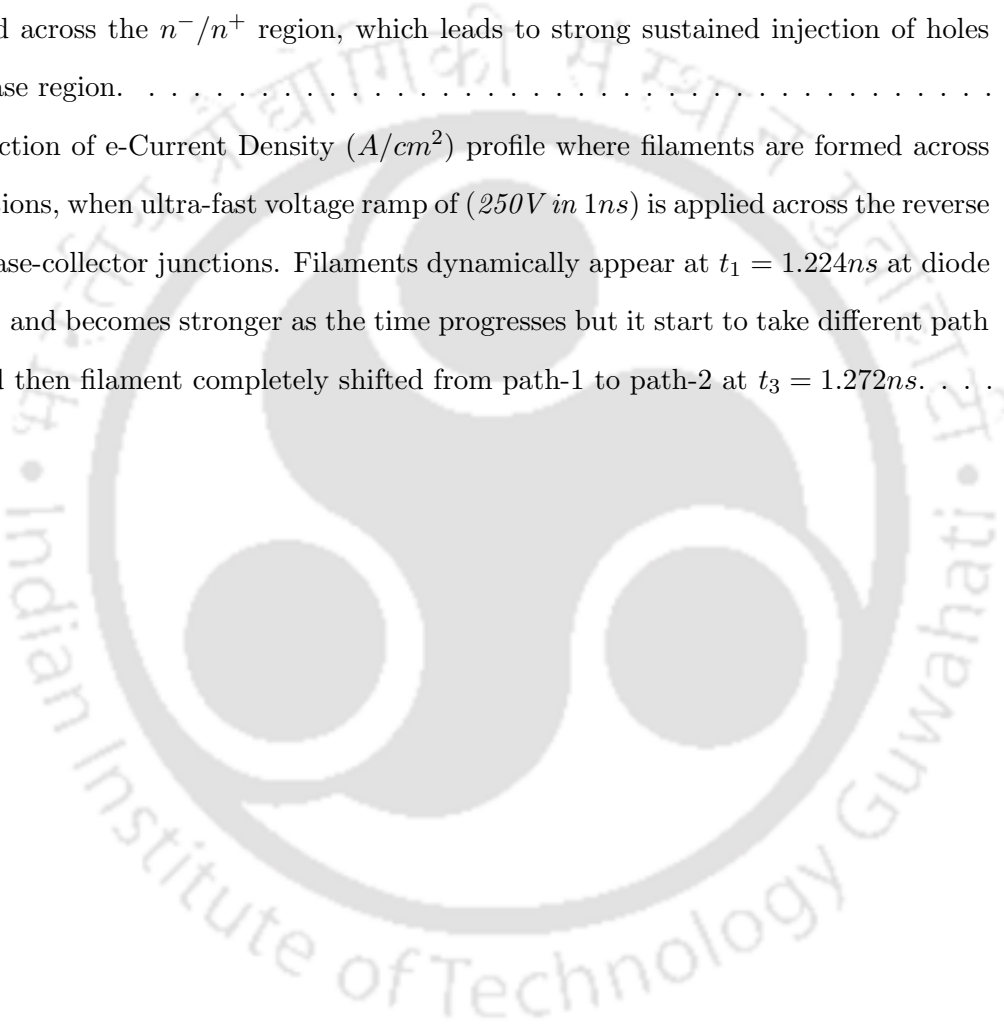 d across the n⁻/n⁺ region, which leads to strong sustained injection of holes
ase region. . . . . . . . . . . . . . . . . . . . . . . . . . . . . .
ction of e-Current Density (A/cm²) profile where filaments are formed across
sions, when ultra-fast voltage ramp of (250V in 1ns) is applied across the reverse
ase-collector junctions. Filaments dynamically appear at t₁ = 1.224ns at diode
and becomes stronger as the time progresses but it start to take different path
d then filament completely shifted from path-1 to path-2 at t₃ = 1.272ns. . . .
Indian Institute of Technology Guwahati